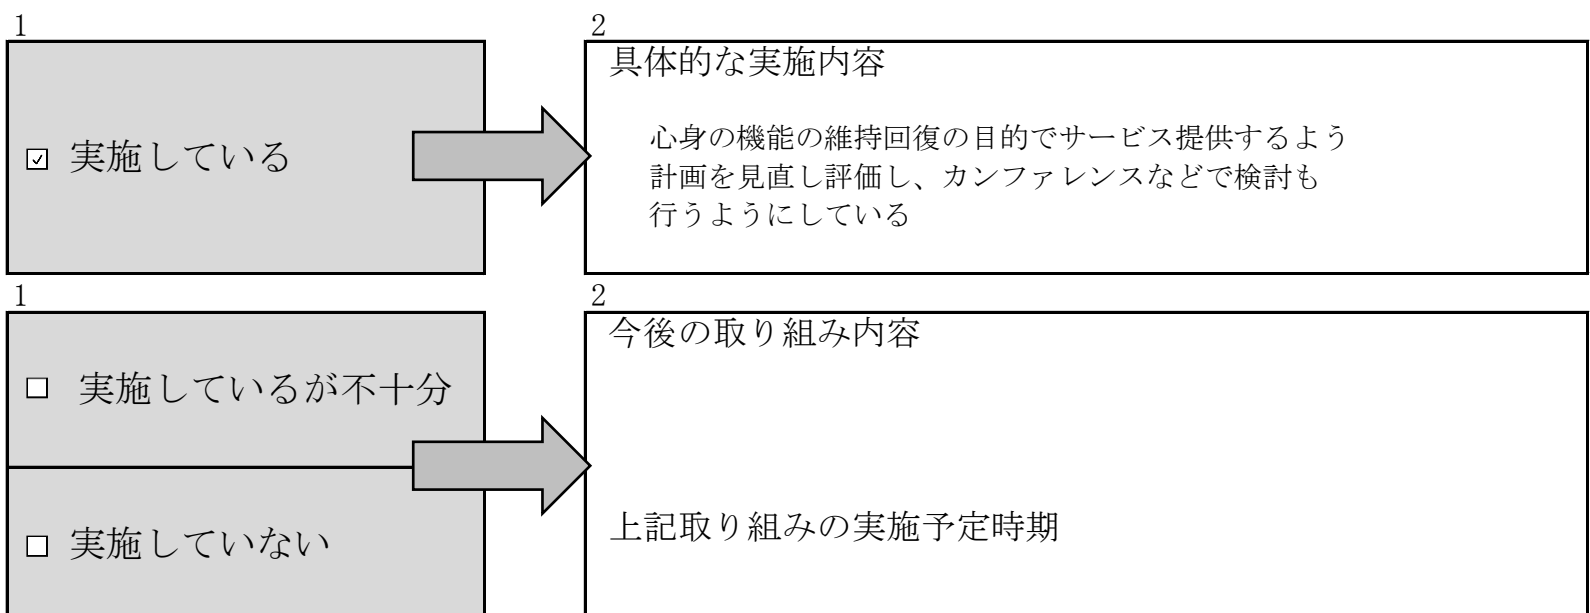 1
2
☑ 実施している
具体的な実施内容
心身の機能の維持回復の目的でサービス提供するよう
計画を見直し評価し、カンファレンスなどで検討も
行うようにしている
1
2
□ 実施しているが不十分
□ 実施していない
今後の取り組み内容
上記取り組みの実施予定時期